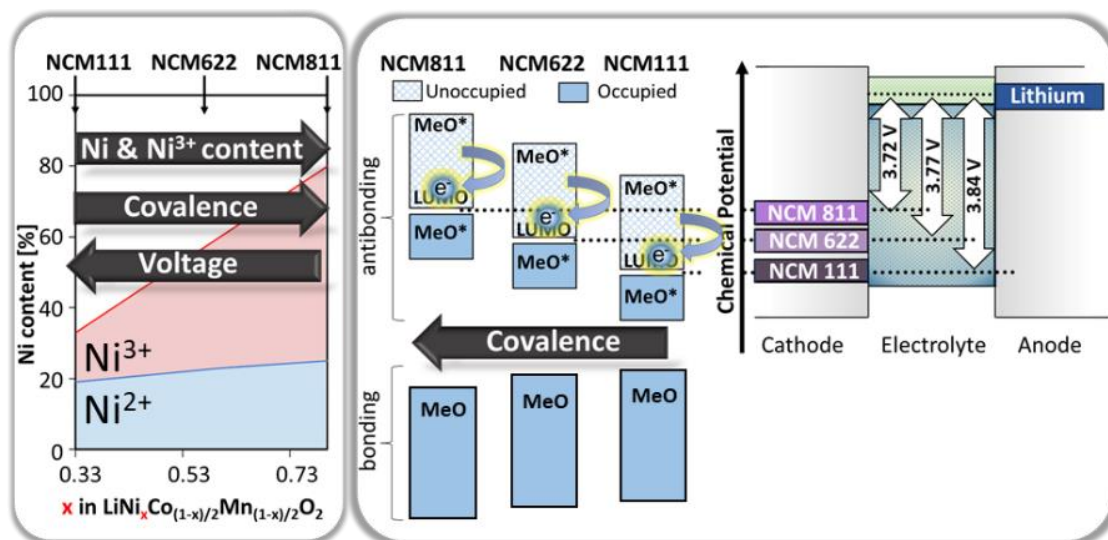 NCM111 NCM622 NCM811
100
80
60
40
20
0
Ni content [%]
Ni & Ni³⁺ content
Covalence
Voltage
Ni³⁺
Ni²⁺
0.33 0.53 0.73
x in LiNiₓCo₍₁₋ₓ₎/₂Mn₍₁₋ₓ₎/₂O₂
NCM811 NCM622 NCM111
Unoccupied Occupied
antibonding
MeO* MeO* MeO*
e⁻ e⁻ e⁻
LUMO LUMO LUMO
MeO* MeO* MeO*
Covalence
bonding
MeO MeO MeO
Chemical Potential
Lithium
3.72 V
3.77 V
3.84 V
NCM 811
NCM 622
NCM 111
Cathode Electrolyte Anode